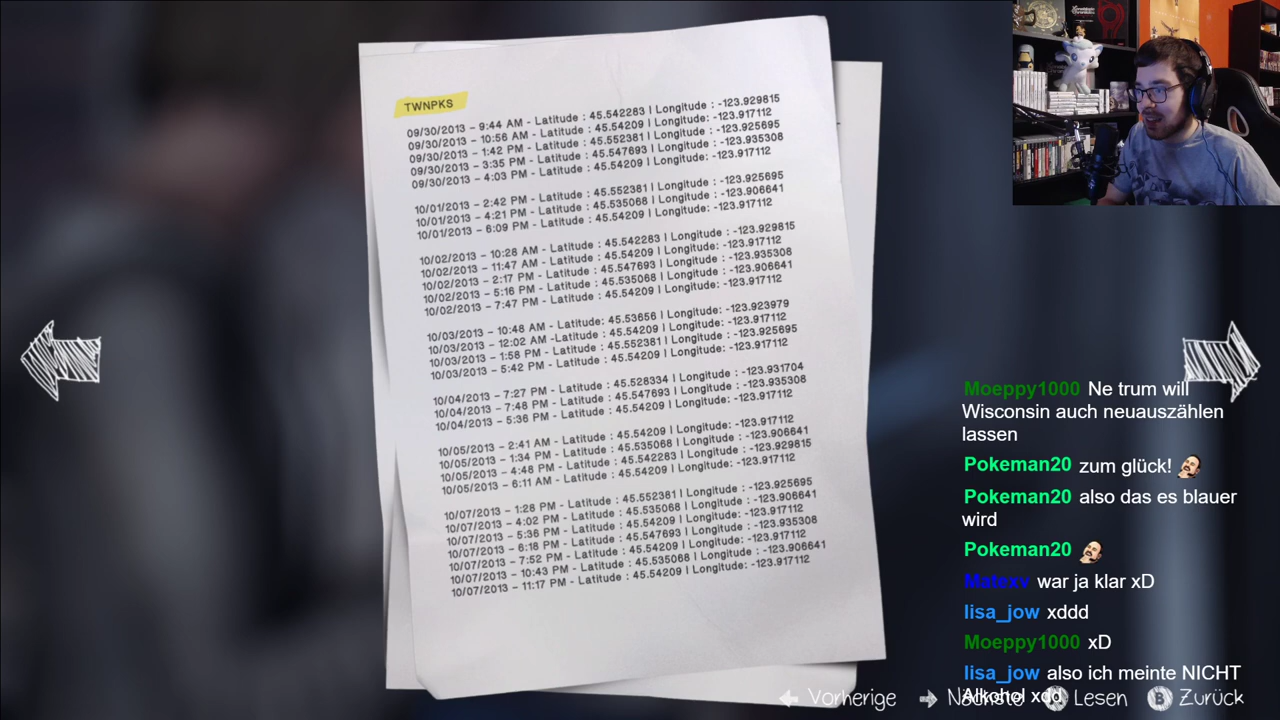 TWNPKS
09/30/2013 – 9:44 AM - Latitude : 45.542283 | Longitude : -123.929815
09/30/2013 – 10:56 AM - Latitude : 45.54209 | Longitude: -123.917112
09/30/2013 – 1:42 PM - Latitude : 45.552381 | Longitude : -123.925695
09/30/2013 – 3:35 PM - Latitude : 45.547693 | Longitude : -123.935308
09/30/2013 – 4:03 PM - Latitude : 45.54209 | Longitude: -123.917112
10/01/2013 – 2:42 PM - Latitude : 45.552381 | Longitude : -123.925695
10/01/2013 – 4:21 PM - Latitude : 45.535068 | Longitude : -123.906641
10/01/2013 – 6:09 PM - Latitude : 45.54209 | Longitude: -123.917112
10/02/2013 – 10:28 AM - Latitude : 45.542283 | Longitude : -123.929815
10/02/2013 – 11:47 AM - Latitude : 45.54209 | Longitude: -123.917112
10/02/2013 – 2:17 PM - Latitude : 45.547693 | Longitude : -123.935308
10/02/2013 – 5:16 PM - Latitude : 45.535068 | Longitude : -123.906641
10/02/2013 – 7:47 PM - Latitude : 45.54209 | Longitude: -123.917112
10/03/2013 – 10:48 AM - Latitude: 45.53656 | Longitude : -123.923979
10/03/2013 – 12:02 AM -Latitude : 45.54209 | Longitude: -123.917112
10/03/2013 – 1:58 PM - Latitude : 45.552381 | Longitude : -123.925695
10/03/2013 – 5:42 PM - Latitude : 45.54209 | Longitude: -123.917112
10/04/2013 – 7:27 PM - Latitude : 45.528334 | Longitude : -123.931704
10/04/2013 – 7:48 PM - Latitude : 45.547693 | Longitude : -123.935308
10/04/2013 – 5:36 PM - Latitude : 45.54209 | Longitude: -123.917112
10/05/2013 – 2:41 AM - Latitude : 45.54209 | Longitude: -123.917112
10/05/2013 – 1:34 PM - Latitude : 45.535068 | Longitude : -123.906641
10/05/2013 – 4:48 PM - Latitude : 45.542283 | Longitude : -123.929815
10/05/2013 – 6:11 AM - Latitude : 45.54209 | Longitude: -123.917112
10/07/2013 – 1:28 PM - Latitude : 45.552381 | Longitude : -123.925695
10/07/2013 – 4:02 PM - Latitude : 45.535068 | Longitude : -123.906641
10/07/2013 – 5:36 PM - Latitude : 45.54209 | Longitude: -123.917112
10/07/2013 – 6:18 PM - Latitude : 45.547693 | Longitude : -123.935308
10/07/2013 – 7:52 PM - Latitude : 45.54209 | Longitude: -123.917112
10/07/2013 – 10:43 PM - Latitude : 45.535068 | Longitude : -123.906641
10/07/2013 – 11:17 PM - Latitude : 45.54209 | Longitude: -123.917112
Moeppy1000 Ne trum will
Wisconsin auch neuauszählen
lassen
Pokeman20 zum glück!
Pokeman20 also das es blauer
wird
Pokeman20
Matexv war ja klar xD
lisa_jow xddd
Moeppy1000 xD
lisa_jow also ich meinte NICHT
Alkohol xdd
Vorherige Nächste Lesen B Zurück